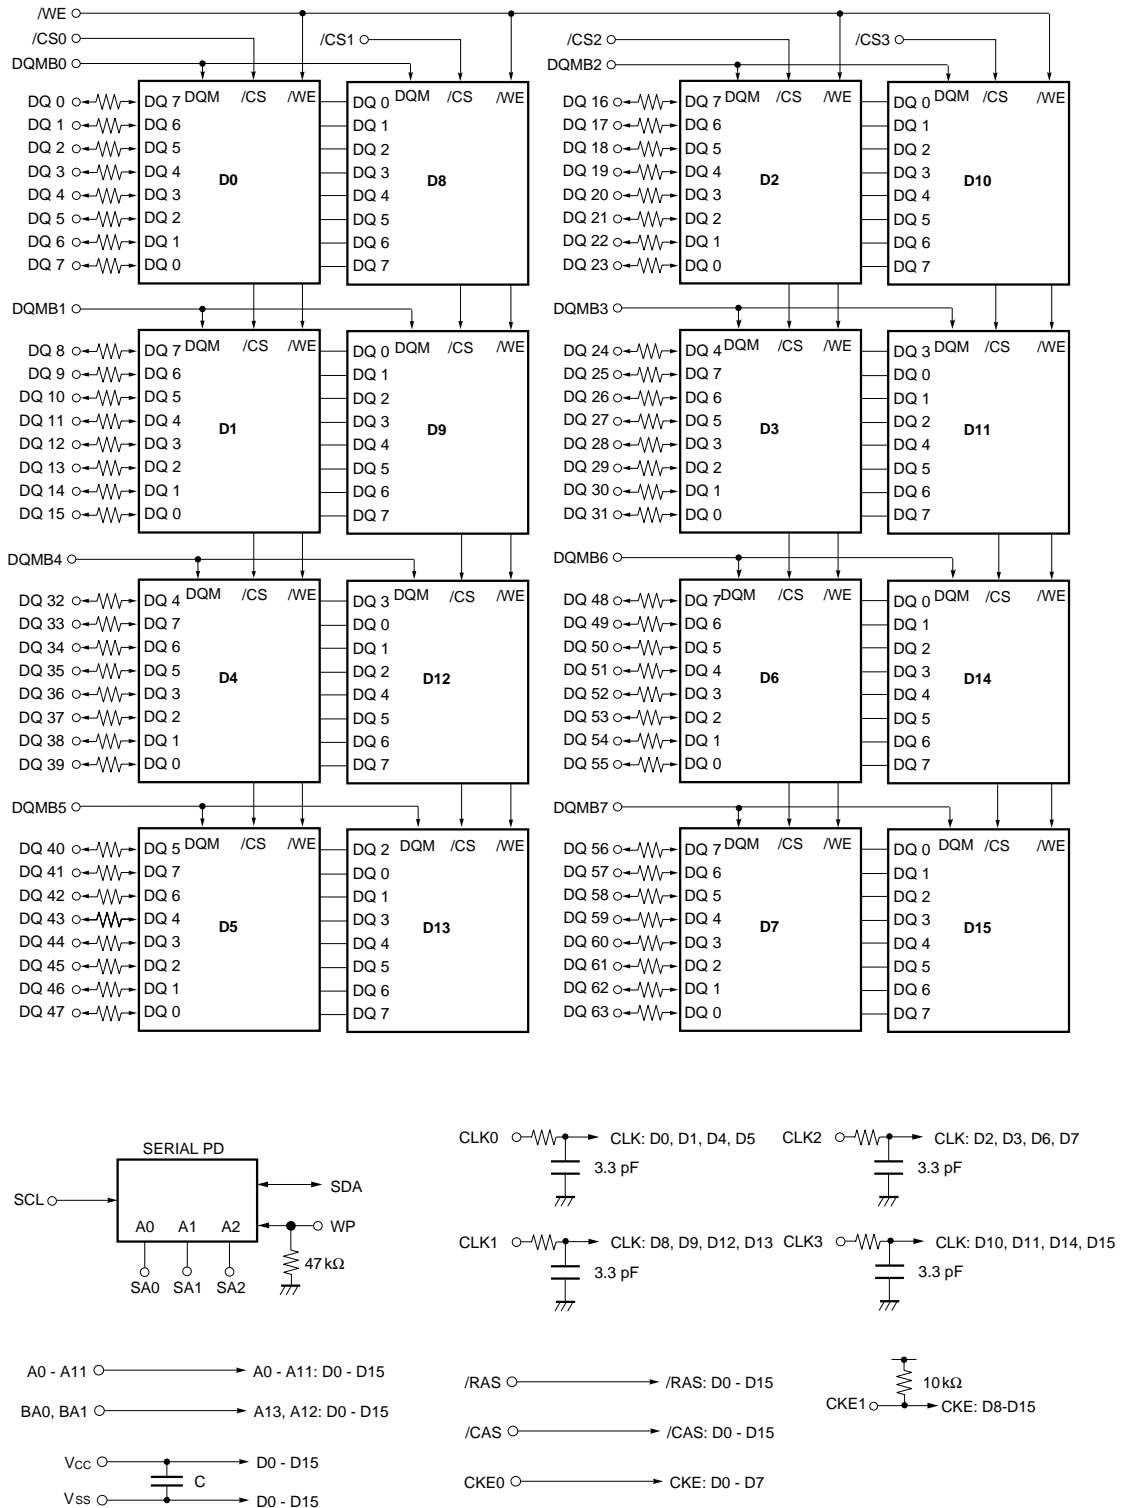 /WE
/CS0 /CS1 /CS2 /CS3
DQMB0 DQMB2
DQM /CS /WE DQM /CS /WE DQM /CS /WE DQM /CS /WE
DQ 0 DQ 7 DQ 0 DQ 16 DQ 7 DQ 0
DQ 1 DQ 6 DQ 1 DQ 17 DQ 6 DQ 1
DQ 2 DQ 5 DQ 2 DQ 18 DQ 5 DQ 2
DQ 3 DQ 4 DQ 3 DQ 19 DQ 4 DQ 3
D0 D8 D2 D10
DQ 4 DQ 3 DQ 4 DQ 20 DQ 3 DQ 4
DQ 5 DQ 2 DQ 5 DQ 21 DQ 2 DQ 5
DQ 6 DQ 1 DQ 6 DQ 22 DQ 1 DQ 6
DQ 7 DQ 0 DQ 7 DQ 23 DQ 0 DQ 7
DQMB1 DQMB3
DQM /CS /WE DQM /CS /WE DQM /CS /WE DQM /CS /WE
DQ 8 DQ 7 DQ 0 DQ 24 DQ 4 DQ 3
DQ 9 DQ 6 DQ 1 DQ 25 DQ 7 DQ 0
DQ 10 DQ 5 DQ 2 DQ 26 DQ 6 DQ 1
DQ 11 DQ 4 DQ 3 DQ 27 DQ 5 DQ 2
D1 D9 D3 D11
DQ 12 DQ 3 DQ 4 DQ 28 DQ 3 DQ 4
DQ 13 DQ 2 DQ 5 DQ 29 DQ 2 DQ 5
DQ 14 DQ 1 DQ 6 DQ 30 DQ 1 DQ 6
DQ 15 DQ 0 DQ 7 DQ 31 DQ 0 DQ 7
DQMB4 DQMB6
DQM /CS /WE DQM /CS /WE DQM /CS /WE DQM /CS /WE
DQ 32 DQ 4 DQ 3 DQ 48 DQ 7 DQ 0
DQ 33 DQ 7 DQ 0 DQ 49 DQ 6 DQ 1
DQ 34 DQ 6 DQ 1 DQ 50 DQ 5 DQ 2
DQ 35 DQ 5 DQ 2 DQ 51 DQ 4 DQ 3
D4 D12 D6 D14
DQ 36 DQ 3 DQ 4 DQ 52 DQ 3 DQ 4
DQ 37 DQ 2 DQ 5 DQ 53 DQ 2 DQ 5
DQ 38 DQ 1 DQ 6 DQ 54 DQ 1 DQ 6
DQ 39 DQ 0 DQ 7 DQ 55 DQ 0 DQ 7
DQMB5 DQMB7
DQM /CS /WE DQM /CS /WE DQM /CS /WE DQM /CS /WE
DQ 40 DQ 5 DQ 2 DQ 56 DQ 7 DQ 0
DQ 41 DQ 7 DQ 0 DQ 57 DQ 6 DQ 1
DQ 42 DQ 6 DQ 1 DQ 58 DQ 5 DQ 2
DQ 43 DQ 4 DQ 3 DQ 59 DQ 4 DQ 3
D5 D13 D7 D15
DQ 44 DQ 3 DQ 4 DQ 60 DQ 3 DQ 4
DQ 45 DQ 2 DQ 5 DQ 61 DQ 2 DQ 5
DQ 46 DQ 1 DQ 6 DQ 62 DQ 1 DQ 6
DQ 47 DQ 0 DQ 7 DQ 63 DQ 0 DQ 7
SERIAL PD
SCL SDA
A0 A1 A2 WP
47 kΩ
SA0 SA1 SA2
CLK0 CLK: D0, D1, D4, D5
3.3 pF
CLK2 CLK: D2, D3, D6, D7
3.3 pF
CLK1 CLK: D8, D9, D12, D13
3.3 pF
CLK3 CLK: D10, D11, D14, D15
3.3 pF
A0 - A11 A0 - A11: D0 - D15
BA0, BA1 A13, A12: D0 - D15
VCC D0 - D15
C
VSS D0 - D15
/RAS /RAS: D0 - D15
/CAS /CAS: D0 - D15
CKE0 CKE: D0 - D7
10 kΩ
CKE1 CKE: D8-D15